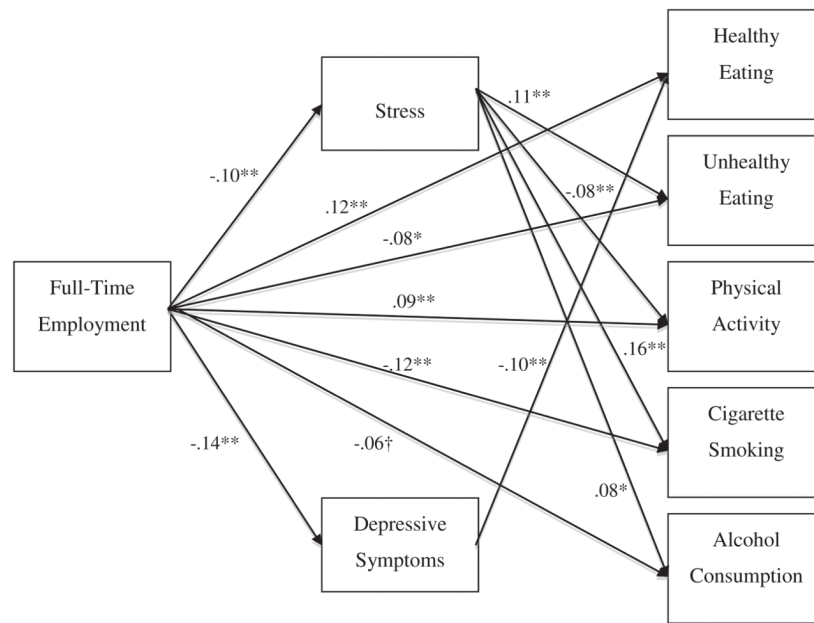 Healthy
Eating
Stress
.11**
Unhealthy
Eating
-.10**
.12**
-.08**
-.08*
Full-Time
Employment
.09**
Physical
Activity
-.12**
-.10**
.16**
Cigarette
Smoking
-.14**
-.06†
.08*
Depressive
Symptoms
Alcohol
Consumption